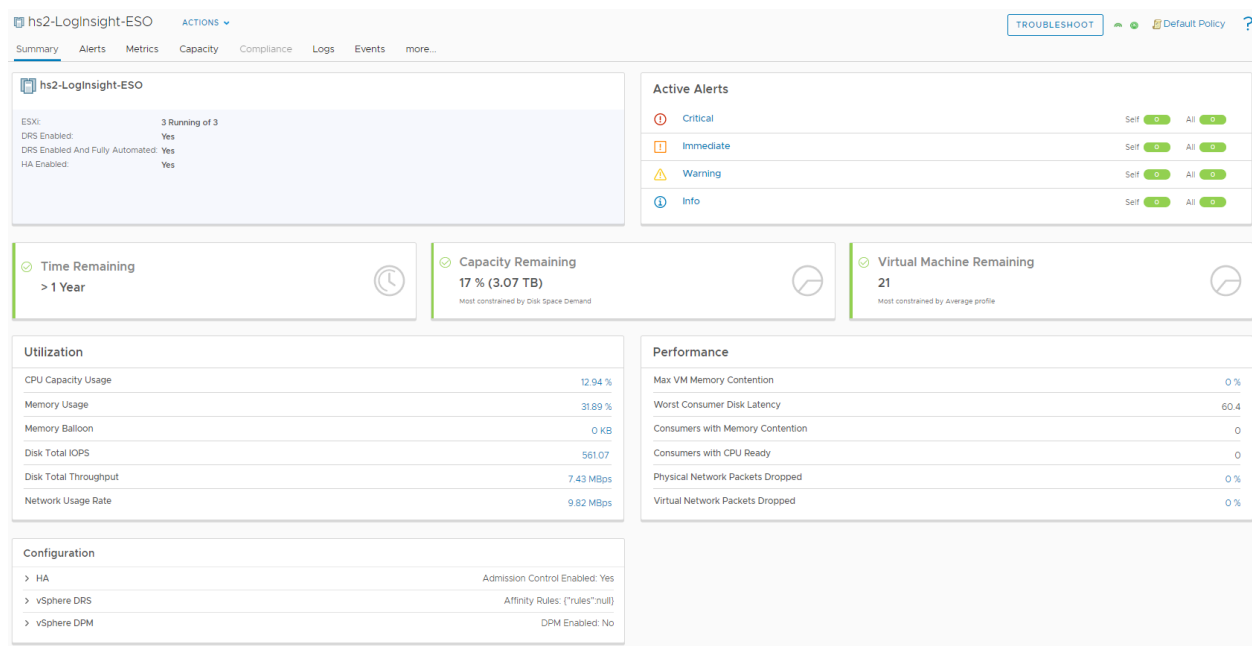 hs2-LogInsight-ESO ACTIONS TROUBLESHOOT Default Policy ?
Summary Alerts Metrics Capacity Compliance Logs Events more...
hs2-LogInsight-ESO
ESXi: 3 Running of 3
DRS Enabled: Yes
DRS Enabled And Fully Automated: Yes
HA Enabled: Yes
Active Alerts
Critical Self 0 All 0
Immediate Self 0 All 0
Warning Self 0 All 0
Info Self 0 All 0
Time Remaining
> 1 Year
Capacity Remaining
17 % (3.07 TB)
Most constrained by Disk Space Demand
Virtual Machine Remaining
21
Most constrained by Average profile
Utilization
CPU Capacity Usage 12.94 %
Memory Usage 31.89 %
Memory Balloon 0 KB
Disk Total IOPS 561.07
Disk Total Throughput 7.43 MBps
Network Usage Rate 9.82 MBps
Performance
Max VM Memory Contention 0 %
Worst Consumer Disk Latency 60.4
Consumers with Memory Contention 0
Consumers with CPU Ready 0
Physical Network Packets Dropped 0 %
Virtual Network Packets Dropped 0 %
Configuration
> HA Admission Control Enabled: Yes
> vSphere DRS Affinity Rules: {"rules":null}
> vSphere DPM DPM Enabled: No